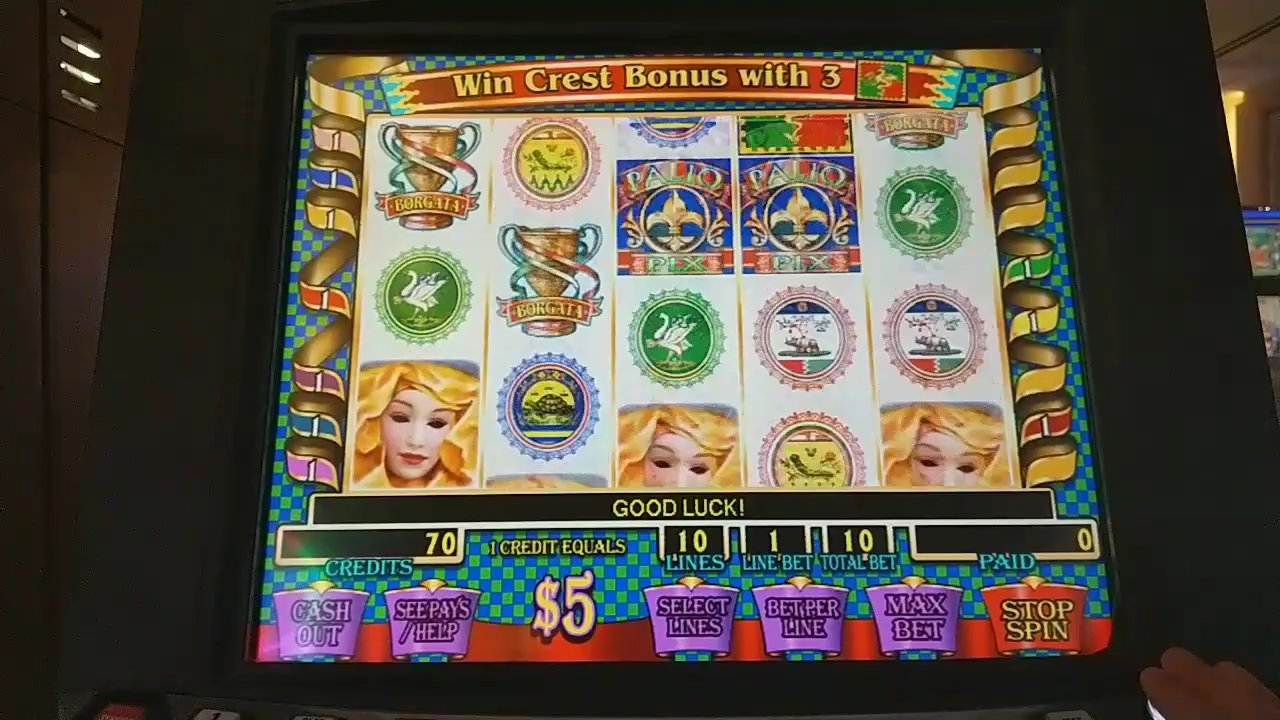 Win Crest Bonus with 3
BORGATA
PALIO
PALIO
BORGATA
PIX
PIX
BORGATA
GOOD LUCK!
70
1 CREDIT EQUALS
10
1
10
0
CREDITS
LINES
LINE BET
TOTAL BET
PAID
$5
CASH
OUT
SEE PAYS
/HELP
SELECT
LINES
BET PER
LINE
MAX
BET
STOP
SPIN